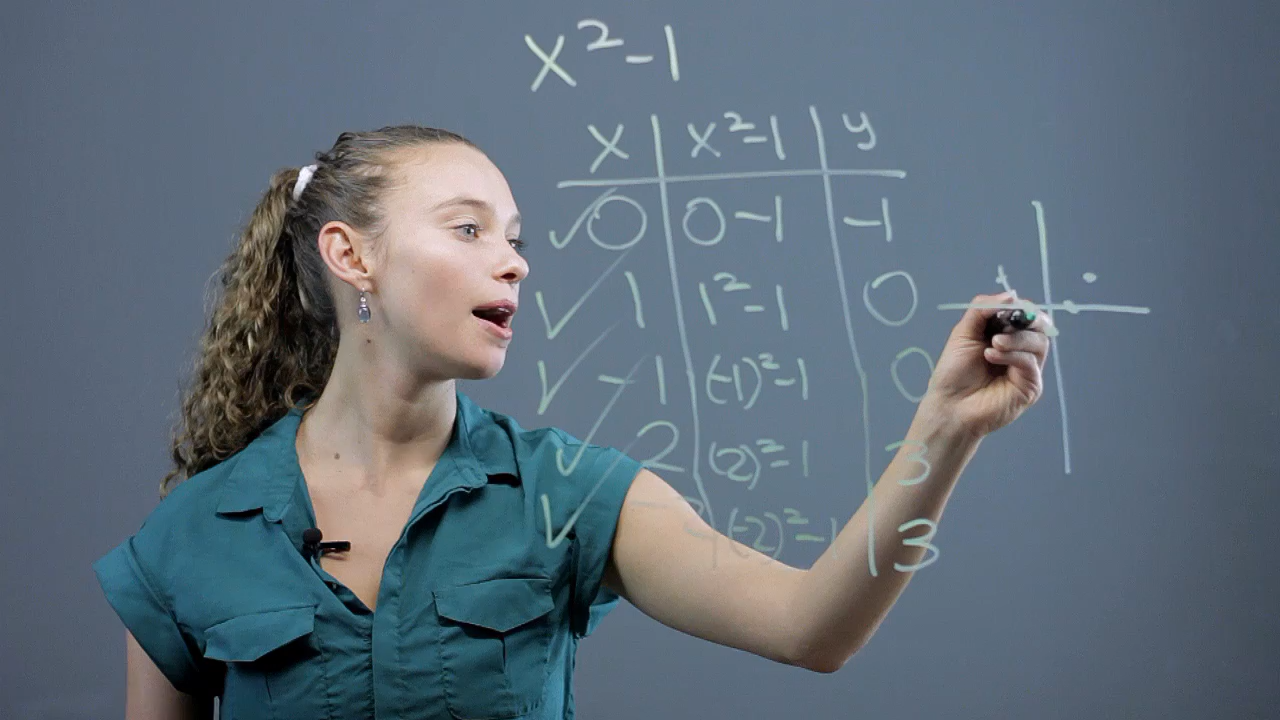 x²-1
x x²-1 y
✓ 0 0-1 -1
✓ 1 1²-1 0
✓ -1 (-1)²-1 0
✓ 2 (2)²-1 3
✓ -2 (-2)²-1 3